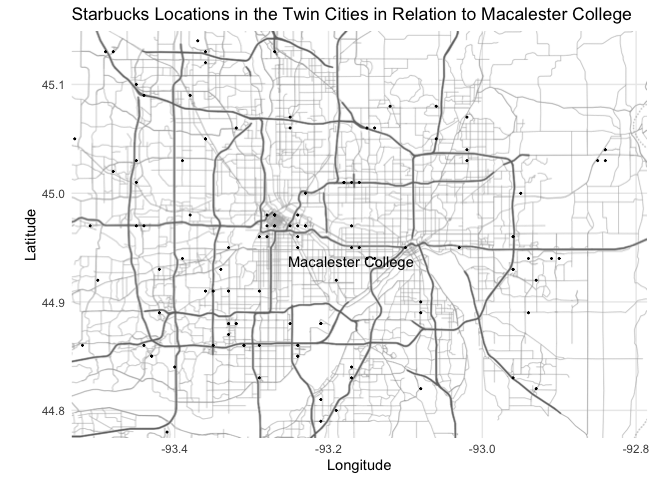 Starbucks Locations in the Twin Cities in Relation to Macalester College
45.1
45.0
Latitude
Macalester College
44.9
44.8
-93.4
-93.2
-93.0
-92.8
Longitude